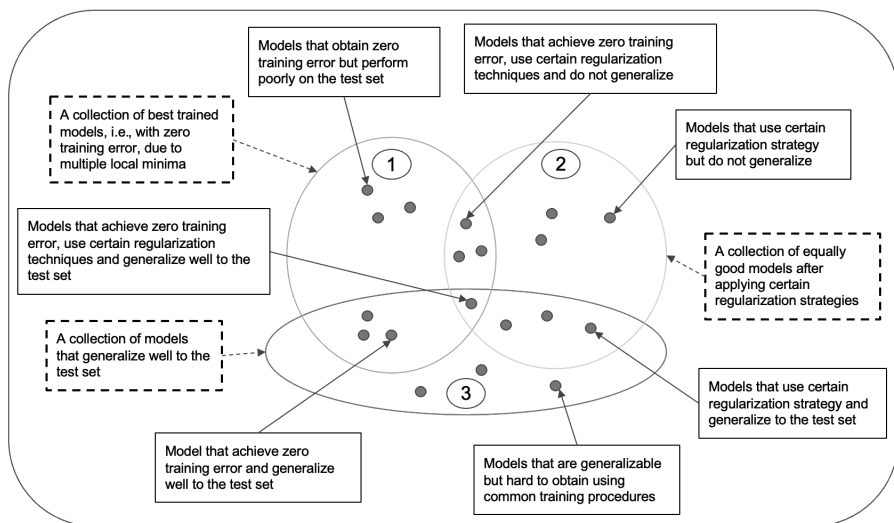 Models that obtain zero
training error but perform
poorly on the test set
Models that achieve zero training
error, use certain regularization
techniques and do not generalize
A collection of best trained
models, i.e., with zero
training error, due to
multiple local minima
Models that use certain
regularization strategy
but do not generalize
1
2
Models that achieve zero training
error, use certain regularization
techniques and generalize well to the
test set
A collection of equally
good models after
applying certain
regularization strategies
A collection of models
that generalize well to the
test set
3
Models that use certain
regularization strategy and
generalize to the test set
Model that achieve zero
training error and generalize
well to the test set
Models that are generalizable
but hard to obtain using
common training procedures